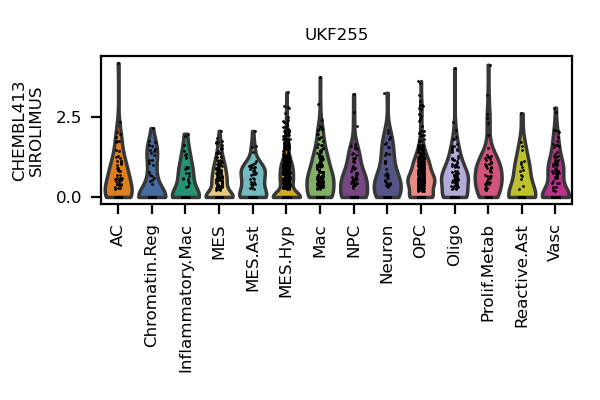 UKF255
CHEMBL413
SIROLIMUS
2.5
0.0
AC
Chromatin.Reg
Inflammatory.Mac
MES
MES.Ast
MES.Hyp
Mac
NPC
Neuron
OPC
Oligo
Prolif.Metab
Reactive.Ast
Vasc